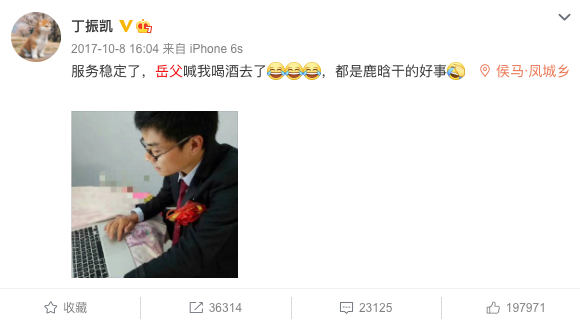 丁振凯
2017-10-8 16:04 来自 iPhone 6s
服务稳定了，岳父喊我喝酒去了😂😂😂，都是鹿晗干的好事 侯马·凤城乡
收藏 36314 23125 197971